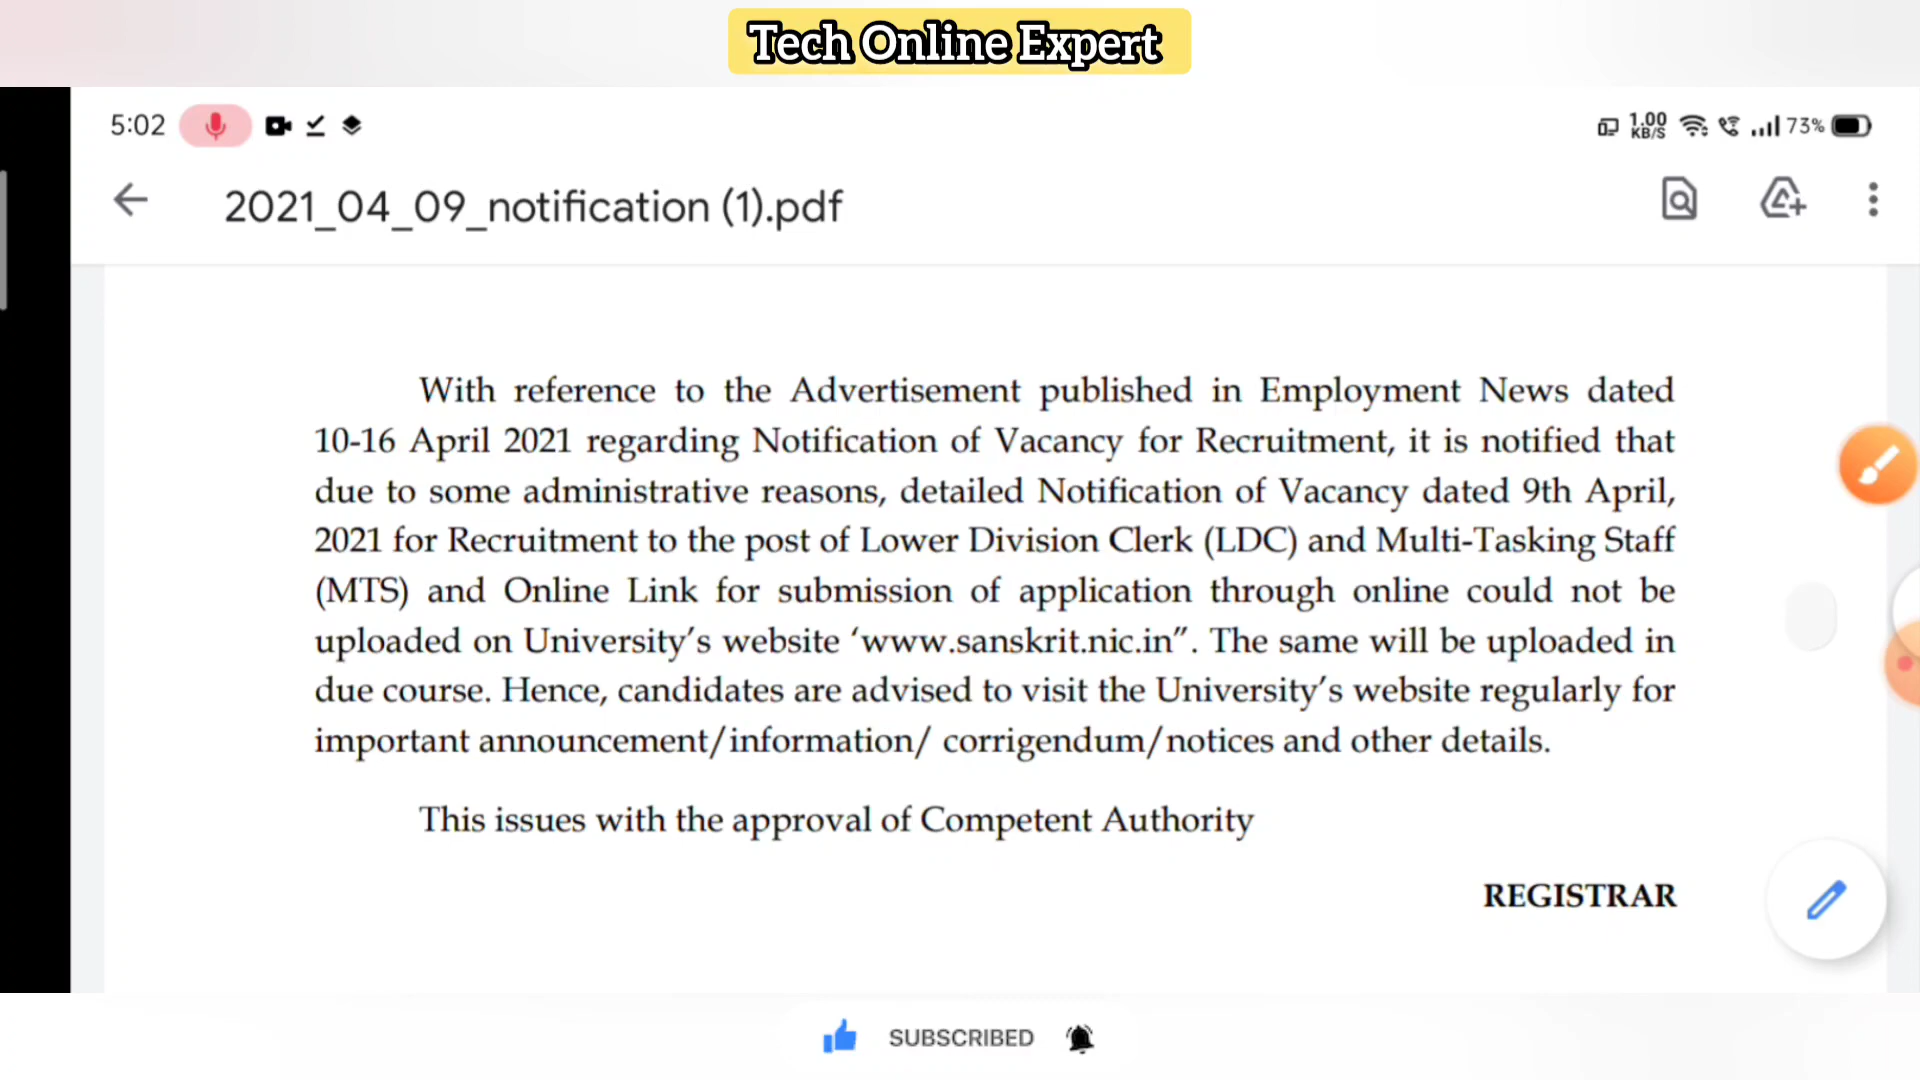 Tech Online Expert
5:02
1.00 KB/S 73%
2021_04_09_notification (1).pdf
With reference to the Advertisement published in Employment News dated
10-16 April 2021 regarding Notification of Vacancy for Recruitment, it is notified that
due to some administrative reasons, detailed Notification of Vacancy dated 9th April,
2021 for Recruitment to the post of Lower Division Clerk (LDC) and Multi-Tasking Staff
(MTS) and Online Link for submission of application through online could not be
uploaded on University’s website ‘www.sanskrit.nic.in”. The same will be uploaded in
due course. Hence, candidates are advised to visit the University’s website regularly for
important announcement/information/ corrigendum/notices and other details.
This issues with the approval of Competent Authority
REGISTRAR
SUBSCRIBED